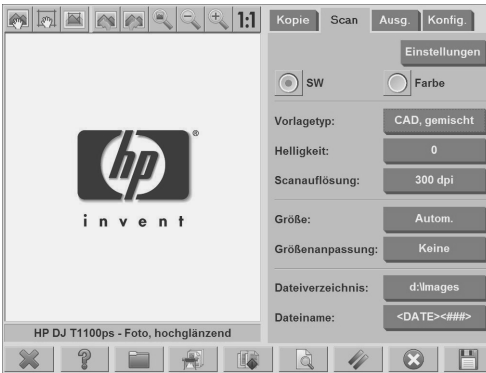 1:1
Kopie Scan Ausg. Konfig.
Einstellungen
SW Farbe
Vorlagetyp: CAD, gemischt
Helligkeit: 0
Scanauflösung: 300 dpi
Größe: Autom.
Größenanpassung: Keine
Dateiverzeichnis: d:\Images
Dateiname: <DATE><###>
hp ®
invent
HP DJ T1100ps - Foto, hochglänzend
?